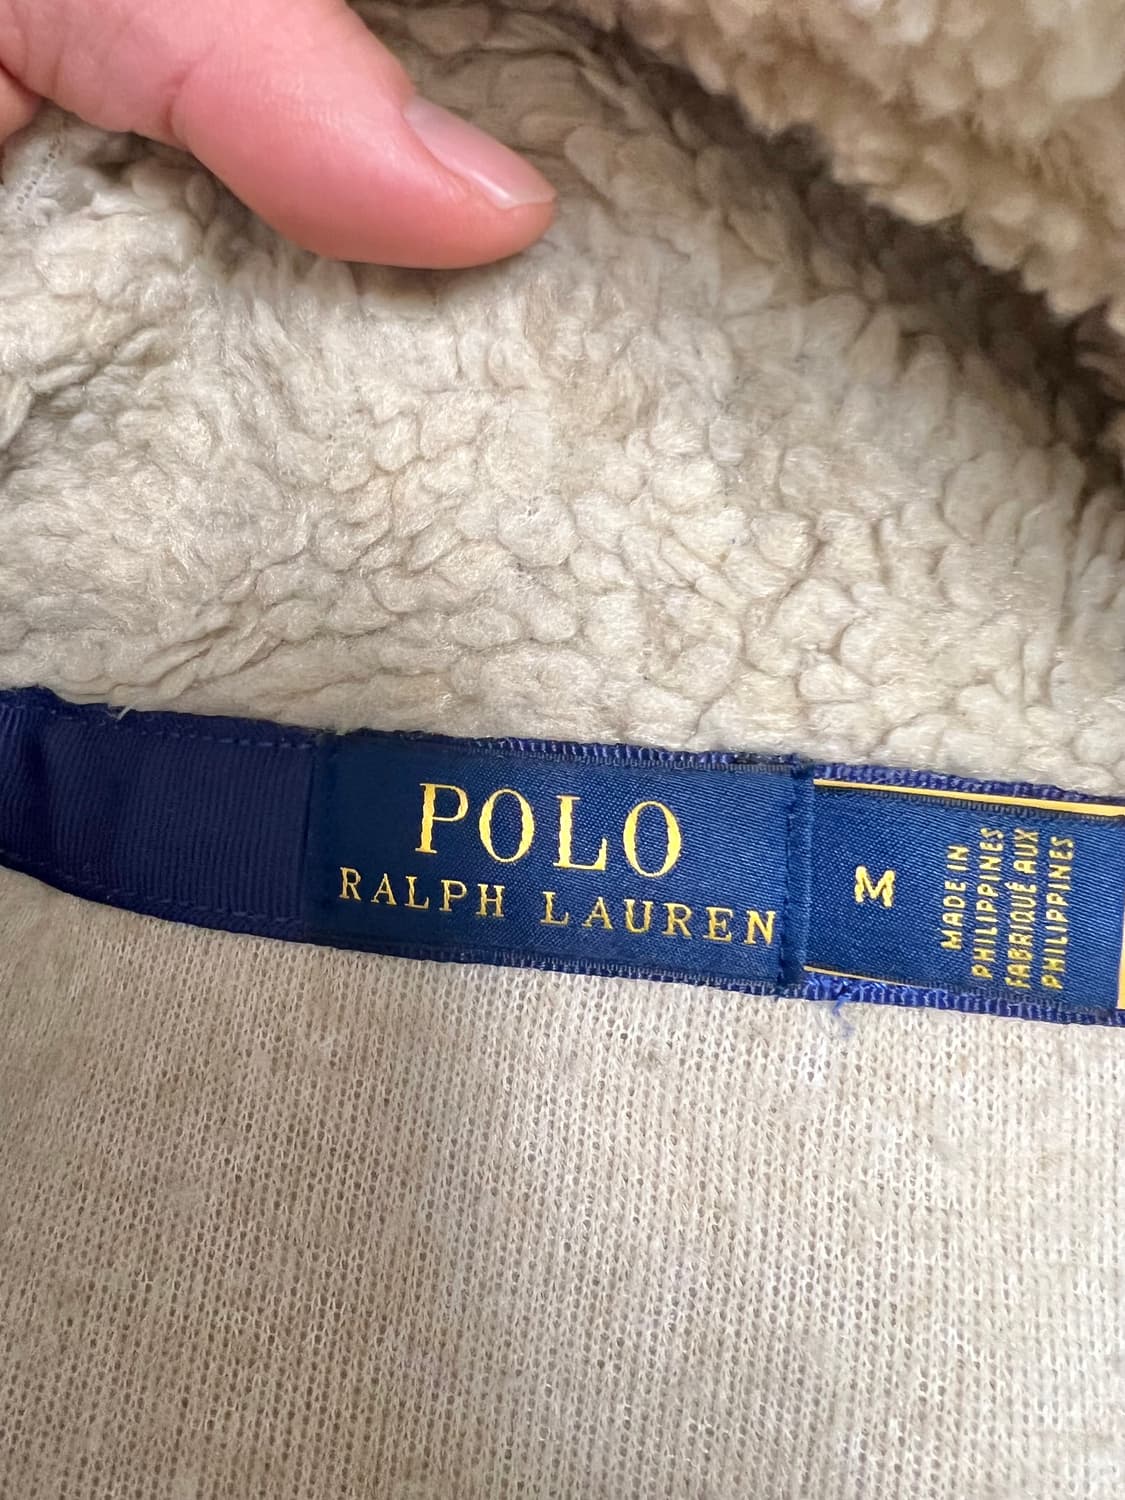 POLO
RALPH LAUREN
M
MADE IN
PHILIPPINES
FABRIQUÉ AUX
PHILIPPINES